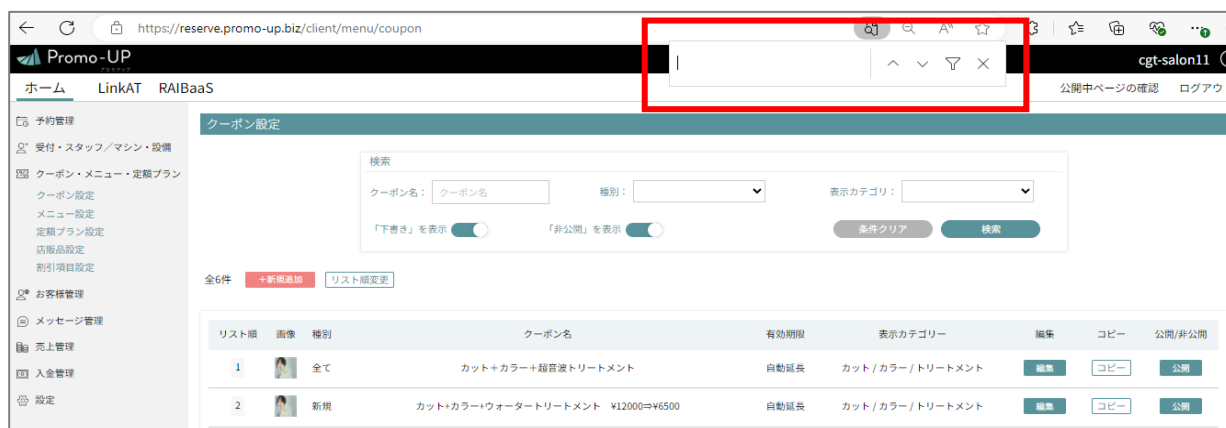 https://reserve.promo-up.biz/client/menu/coupon
Promo-UP
cgt-salon11
ホーム LinkAT RAIBaaS 公開中ページの確認 ログアウ
予約管理
受付・スタッフ／マシン・設備
クーポン・メニュー・定額プラン
クーポン設定
メニュー設定
定額プラン設定
店販品設定
割引項目設定
お客様管理
メッセージ管理
売上管理
入金管理
設定
クーポン設定
検索
クーポン名： クーポン名 種別： 表示カテゴリ：
「下書き」を表示 「非公開」を表示 条件クリア 検索
全6件 +新規追加 リスト順変更
リスト順 画像 種別 クーポン名 有効期限 表示カテゴリー 編集 コピー 公開/非公開
1 全て カット＋カラー＋超音波トリートメント 自動延長 カット / カラー / トリートメント 編集 コピー 公開
2 新規 カット+カラー+ウォータートリートメント ¥12000⇒¥6500 自動延長 カット / カラー / トリートメント 編集 コピー 公開